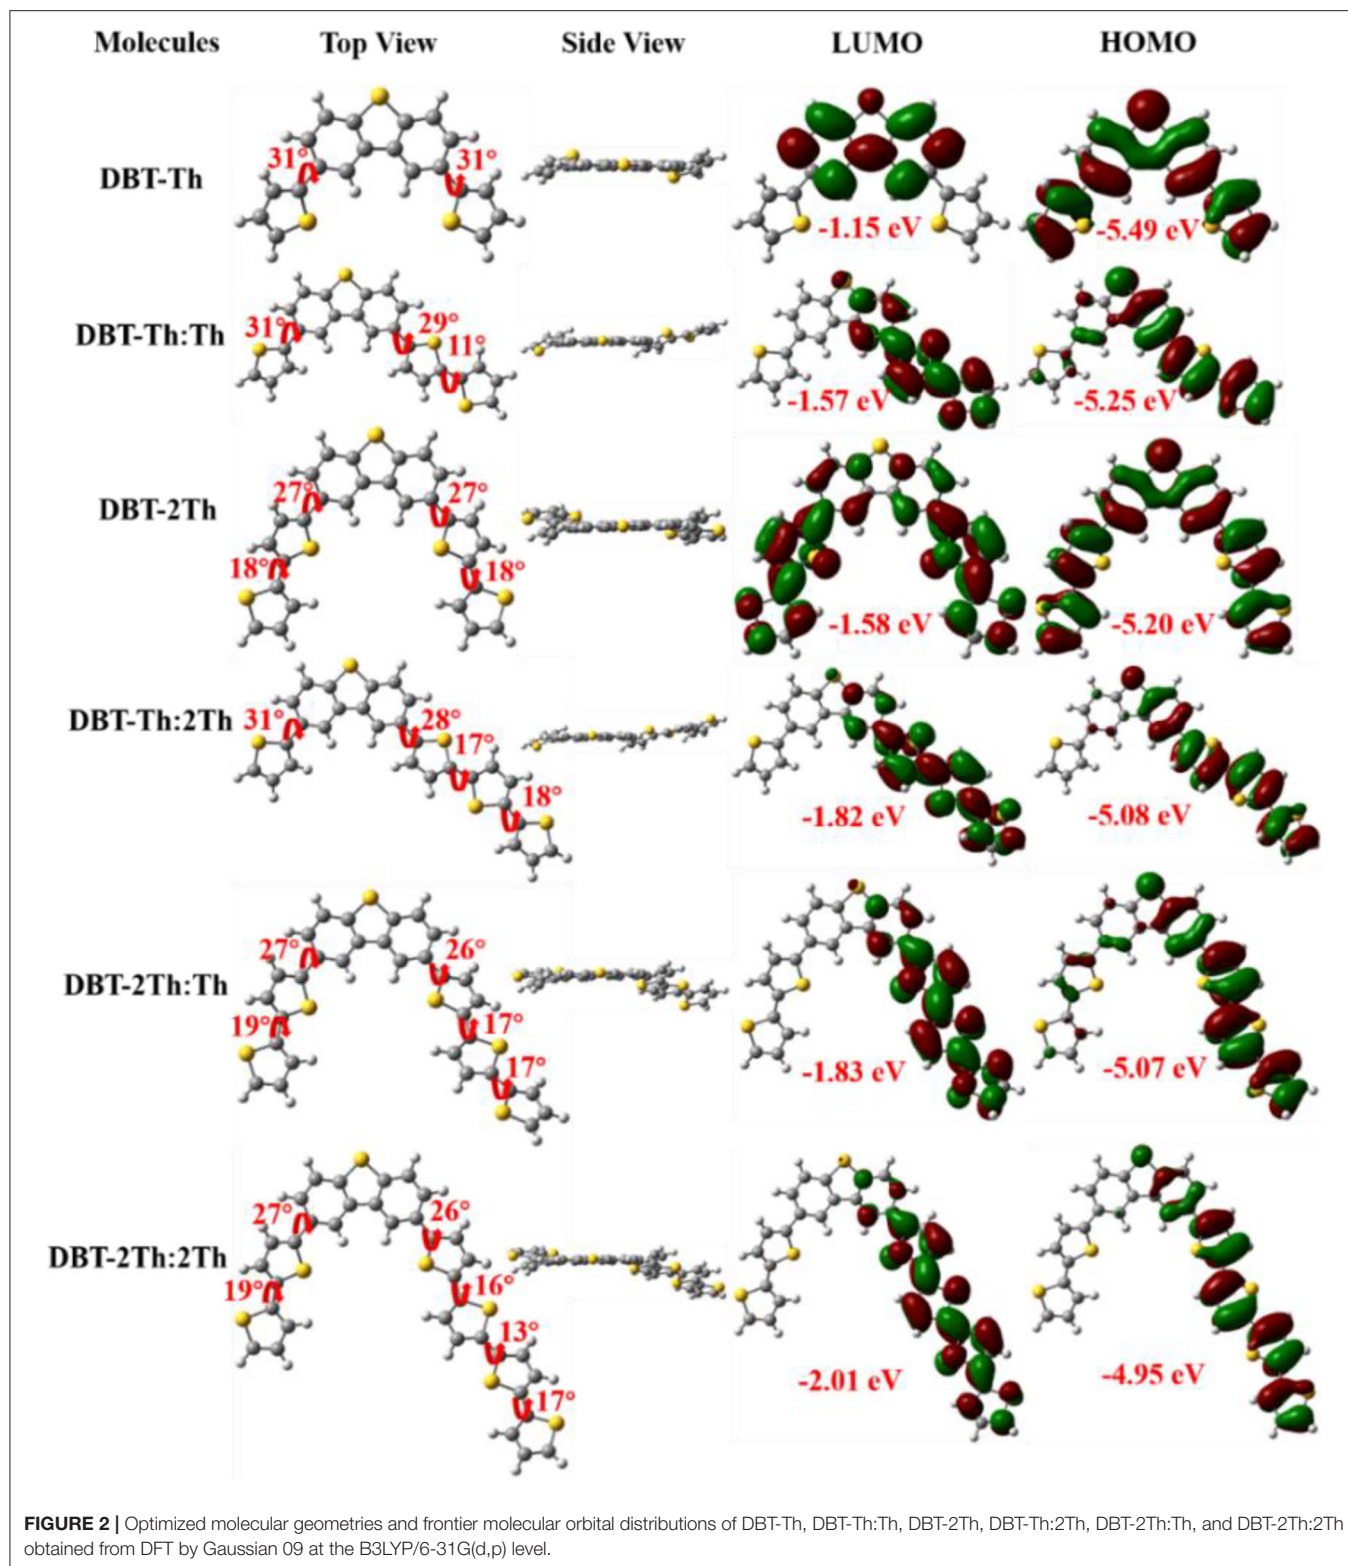 Molecules Top View Side View LUMO HOMO
DBT-Th 31° 31° -1.15 eV -5.49 eV
DBT-Th:Th 31° 29° 11° -1.57 eV -5.25 eV
DBT-2Th 27° 27° 18° 18° -1.58 eV -5.20 eV
DBT-Th:2Th 31° 28° 17° 18° -1.82 eV -5.08 eV
DBT-2Th:Th 27° 26° 19° 17° 17° -1.83 eV -5.07 eV
DBT-2Th:2Th 27° 26° 19° 16° 13° 17° -2.01 eV -4.95 eV
FIGURE 2 | Optimized molecular geometries and frontier molecular orbital distributions of DBT-Th, DBT-Th:Th, DBT-2Th, DBT-Th:2Th, DBT-2Th:Th, and DBT-2Th:2Th
obtained from DFT by Gaussian 09 at the B3LYP/6-31G(d,p) level.